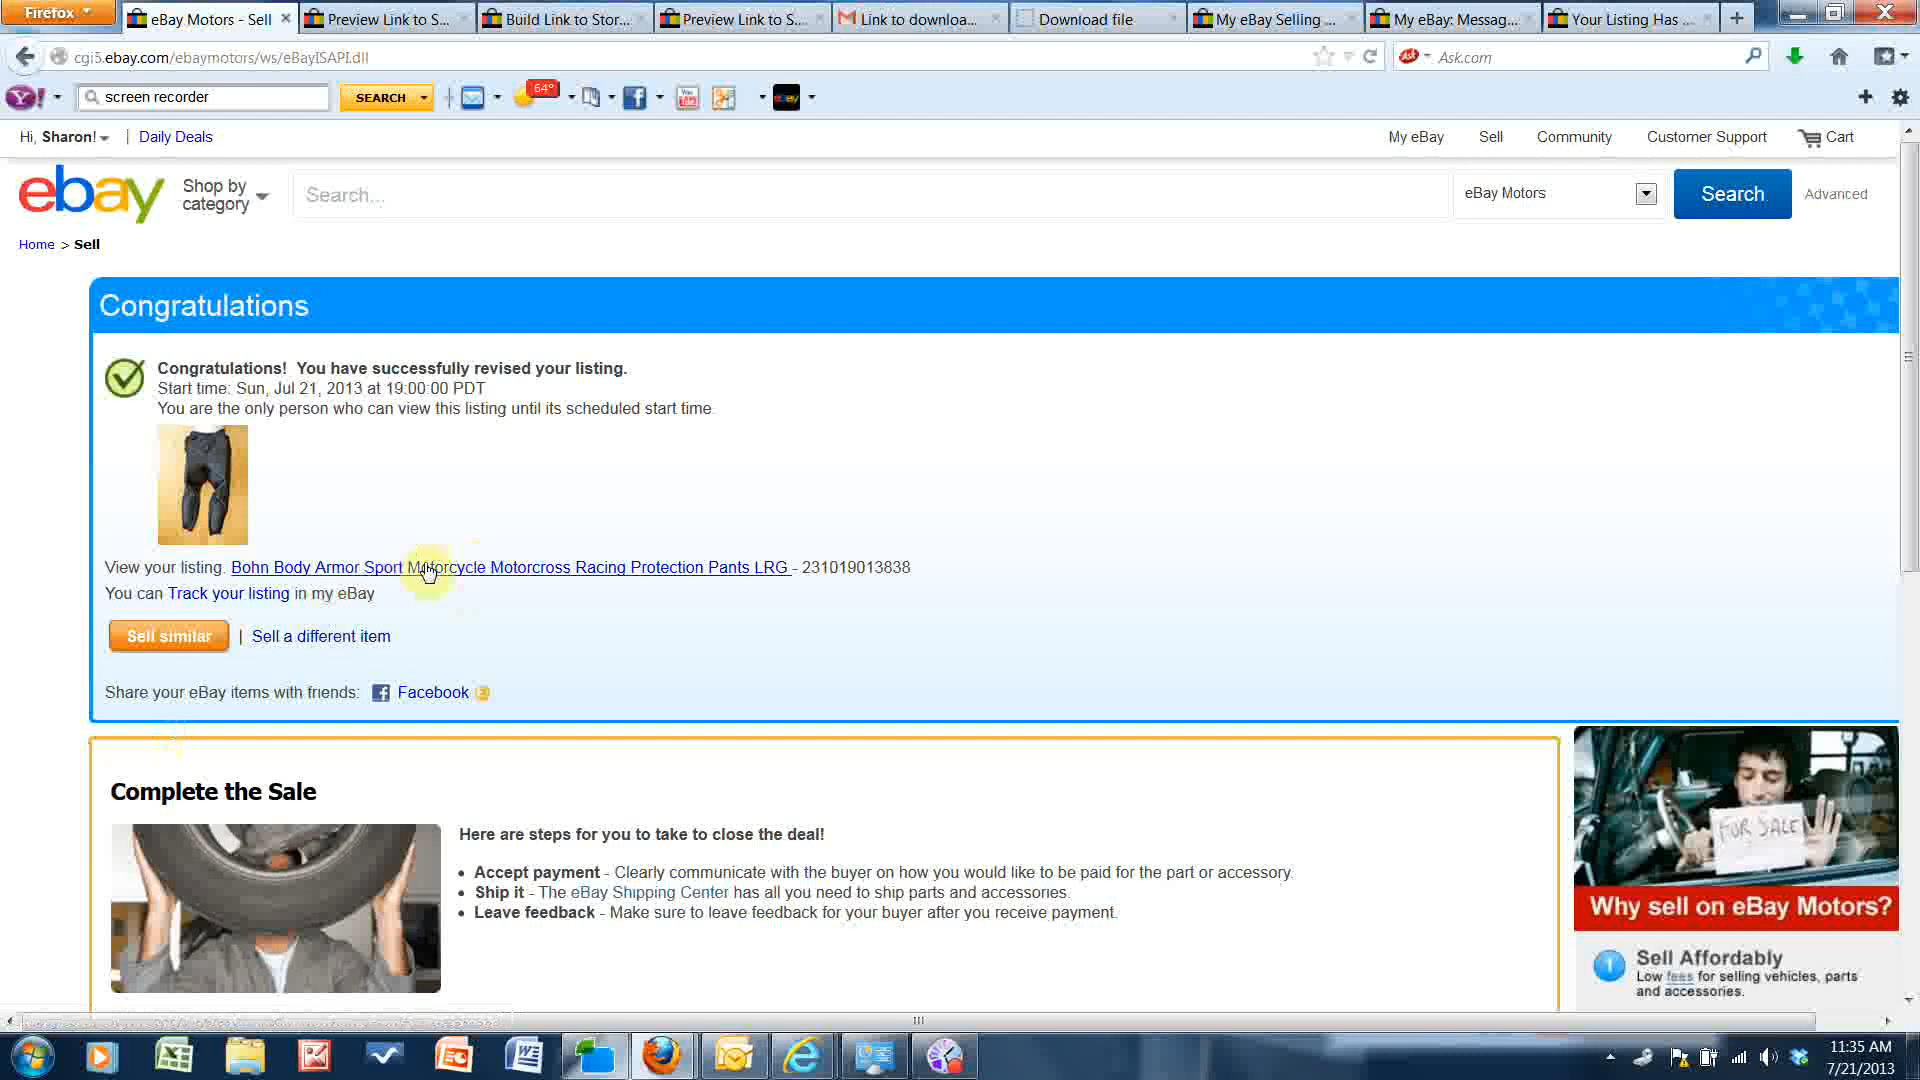 Firefox
eBay Motors - Sell
Preview Link to S...
Build Link to Stor...
Preview Link to S...
Link to downloa...
Download file
My eBay Selling ...
My eBay: Messag...
Your Listing Has ...
cgi5.ebay.com/ebaymotors/ws/eBayISAPI.dll
Ask
Ask.com
Y!
screen recorder
SEARCH
64°
You Tube
ebay
Hi, Sharon!
Daily Deals
My eBay
Sell
Community
Customer Support
Cart
ebay
Shop by category
Search...
eBay Motors
Search
Advanced
Home > Sell
Congratulations
Congratulations! You have successfully revised your listing.
Start time: Sun, Jul 21, 2013 at 19:00:00 PDT
You are the only person who can view this listing until its scheduled start time.
View your listing. Bohn Body Armor Sport Motorcycle Motorcross Racing Protection Pants LRG - 231019013838
You can Track your listing in my eBay
Sell similar | Sell a different item
Share your eBay items with friends: Facebook
Complete the Sale
Here are steps for you to take to close the deal!
• Accept payment - Clearly communicate with the buyer on how you would like to be paid for the part or accessory.
• Ship it - The eBay Shipping Center has all you need to ship parts and accessories.
• Leave feedback - Make sure to leave feedback for your buyer after you receive payment.
FOR SALE
Why sell on eBay Motors?
1
Sell Affordably
Low fees for selling vehicles, parts
and accessories.
11:35 AM
7/21/2013